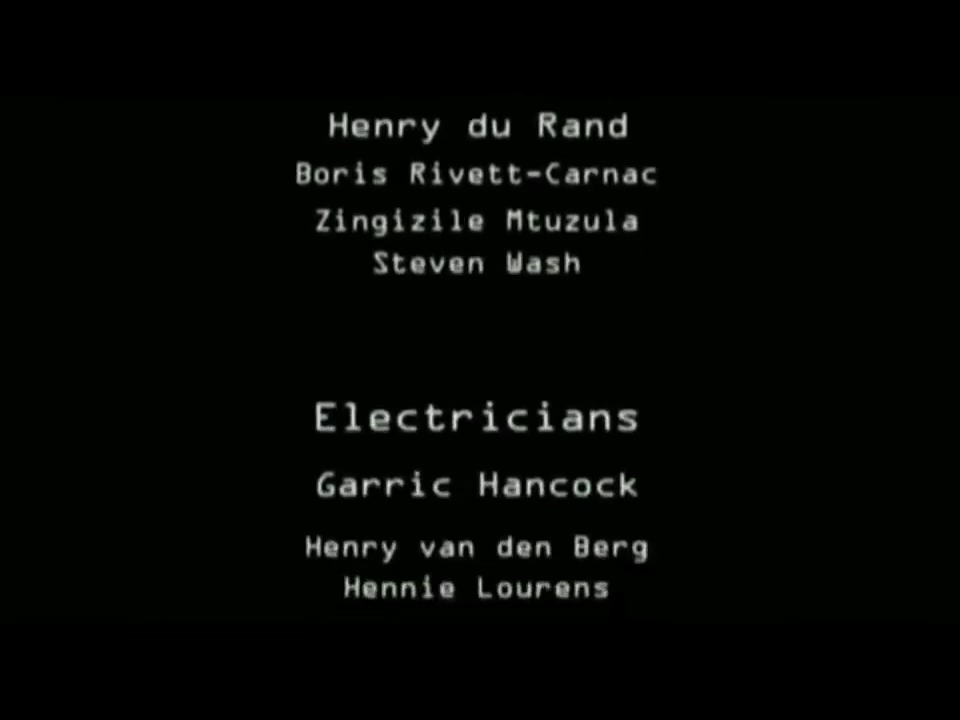 Henry du Rand
Boris Rivett-Carnac
Zingizile Mtuzula
Steven Wash
Electricians
Garric Hancock
Henry van den Berg
Hennie Lourens